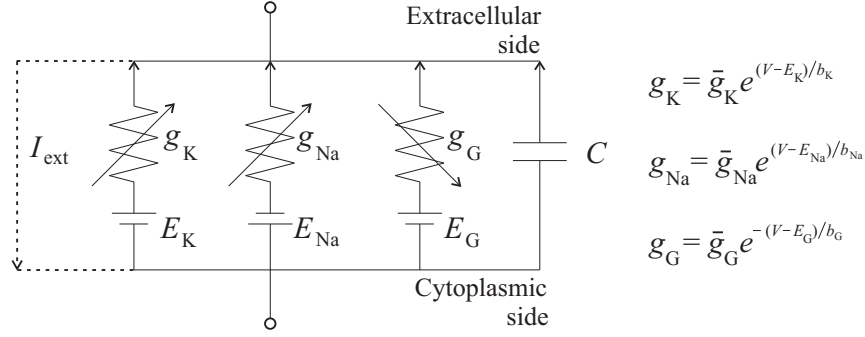 Extracellular
side
I_ext
g_K
g_Na
g_G
C
E_K
E_Na
E_G
Cytoplasmic
side
g_K = ḡ_K e^{(V−E_K)/b_K}
g_Na = ḡ_Na e^{(V−E_Na)/b_Na}
g_G = ḡ_G e^{−(V−E_G)/b_G}